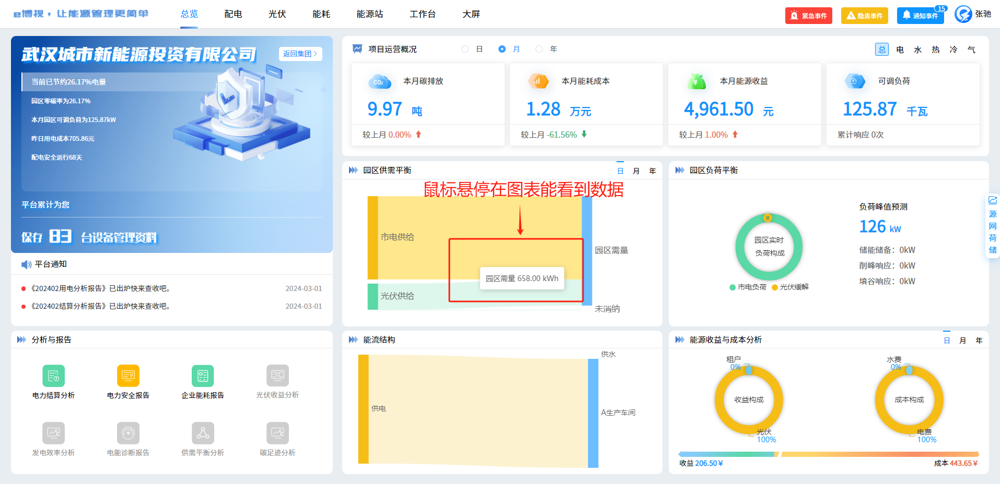 e博视，让能源管理更简单
总览 配电 光伏 能耗 能源站 工作台 大屏
紧急事件 隐患事件 通知事件 15 张驰
武汉城市新能源投资有限公司
返回集团
当前已节约26.17%电量
园区零碳率为26.17%
本月园区可调负荷为125.87kW
昨日用电成本705.86元
配电安全运行68天
平台累计为您
保存 83 台设备管理资料
平台通知
《202402用电分析报告》已出炉快来查收吧。 2024-03-01
《202402结算分析报告》已出炉快来查收吧。 2024-03-01
分析与报告
电力结算分析 电力安全报告 企业能耗报告 光伏收益分析
发电效率分析 电能诊断报告 供需平衡分析 碳足迹分析
项目运营概况 日 月 年 总 电 水 热 冷 气
CO₂
本月碳排放
9.97 吨
较上月 0.00%
本月能耗成本
1.28 万元
较上月 -61.56%
¥
本月能源收益
4,961.50 元
较上月 1.00%
可调负荷
125.87 千瓦
累计响应 0次
园区供需平衡 日 月 年
鼠标悬停在图表能看到数据
市电供给
园区需量
园区需量 658.00 kWh
光伏供给
未消纳
园区负荷平衡
园区实时
负荷构成
市电负荷 光伏缓解
负荷峰值预测
126 kW
储能储备：0kW
削峰响应：0kW
填谷响应：0kW
源
网
荷
储
能流结构
供水
供电
A生产车间
能源收益与成本分析 日 月 年
租户
0%
收益构成
光伏
100%
水费
0%
成本构成
电费
100%
收益 206.50￥ 成本 443.65￥